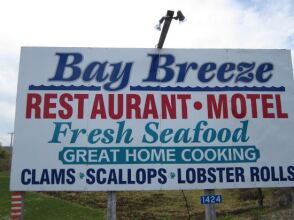 Bay Breeze
RESTAURANT • MOTEL
Fresh Seafood
GREAT HOME COOKING
CLAMS • SCALLOPS • LOBSTER ROLLS
1424